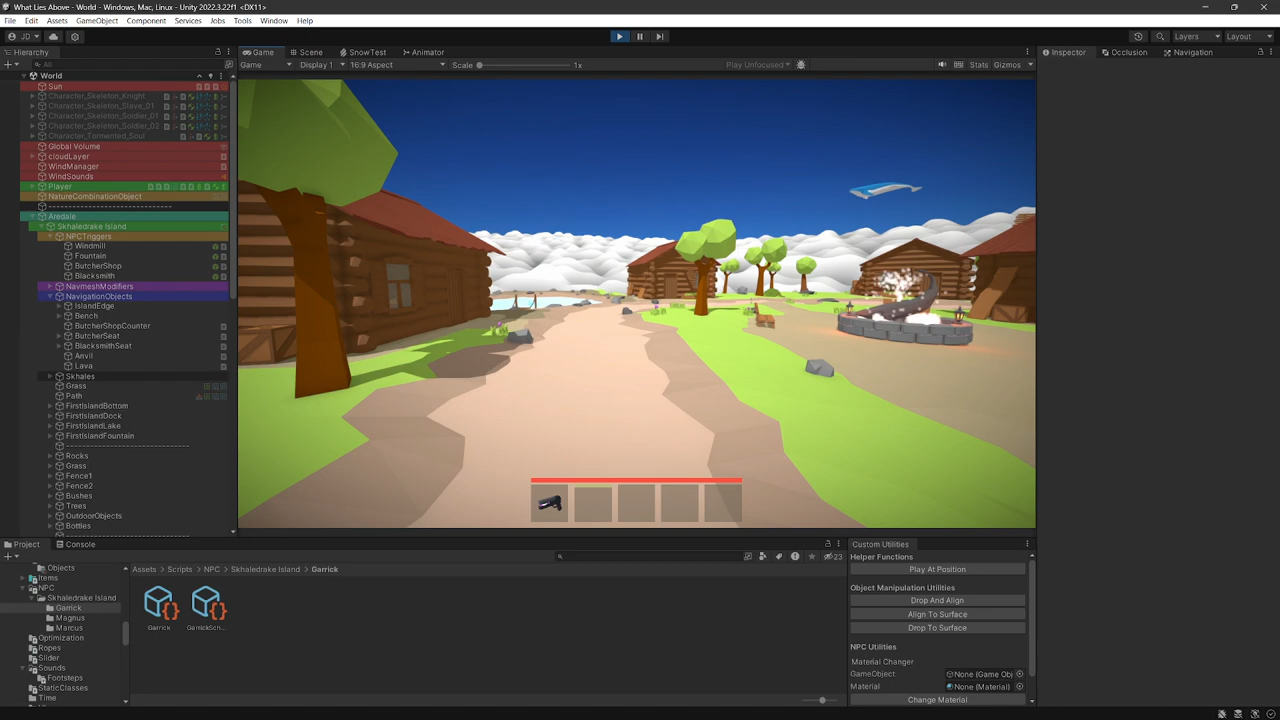 What Lies Above - World - Windows, Mac, Linux - Unity 2022.3.22f1 <DX11>
File Edit Assets GameObject Component Services Jobs Tools Window Help
JD Layers Layout
Hierarchy
All
World
Sun
Character_Skeleton_Knight
Character_Skeleton_Slave_01
Character_Skeleton_Soldier_01
Character_Skeleton_Soldier_02
Character_Tormented_Soul
Global Volume
cloudLayer
WindManager
WindSounds
Player
NatureCombinationObject
--------------------------------
Aredale
Skhaledrake Island
NPCTriggers
Windmill
Fountain
ButcherShop
Blacksmith
NavmeshModifiers
NavigationObjects
IslandEdge
Bench
ButcherShopCounter
ButcherSeat
BlacksmithSeat
Anvil
Lava
Skhales
Grass
Path
FirstIslandBottom
FirstIslandDock
FirstIslandLake
FirstIslandFountain
--------------------------------
Rocks
Grass
Fence1
Fence2
Bushes
Trees
OutdoorObjects
Bottles
Game Scene SnowTest Animator
Game Display 1 16:9 Aspect Scale 1x Play Unfocused Stats Gizmos
Inspector Occlusion Navigation
Project Console
23
Objects
Items
NPC
Skhaledrake Island
Garrick
Magnus
Marcus
Optimization
Ropes
Slider
Sounds
Footsteps
StaticClasses
Time
Assets > Scripts > NPC > Skhaledrake Island > Garrick
Garrick GarrickSch...
Custom Utilities
Helper Functions
Play At Position
Object Manipulation Utilities
Drop And Align
Align To Surface
Drop To Surface
NPC Utilities
Material Changer
GameObject None (Game Obj
Material None (Material)
Change Material